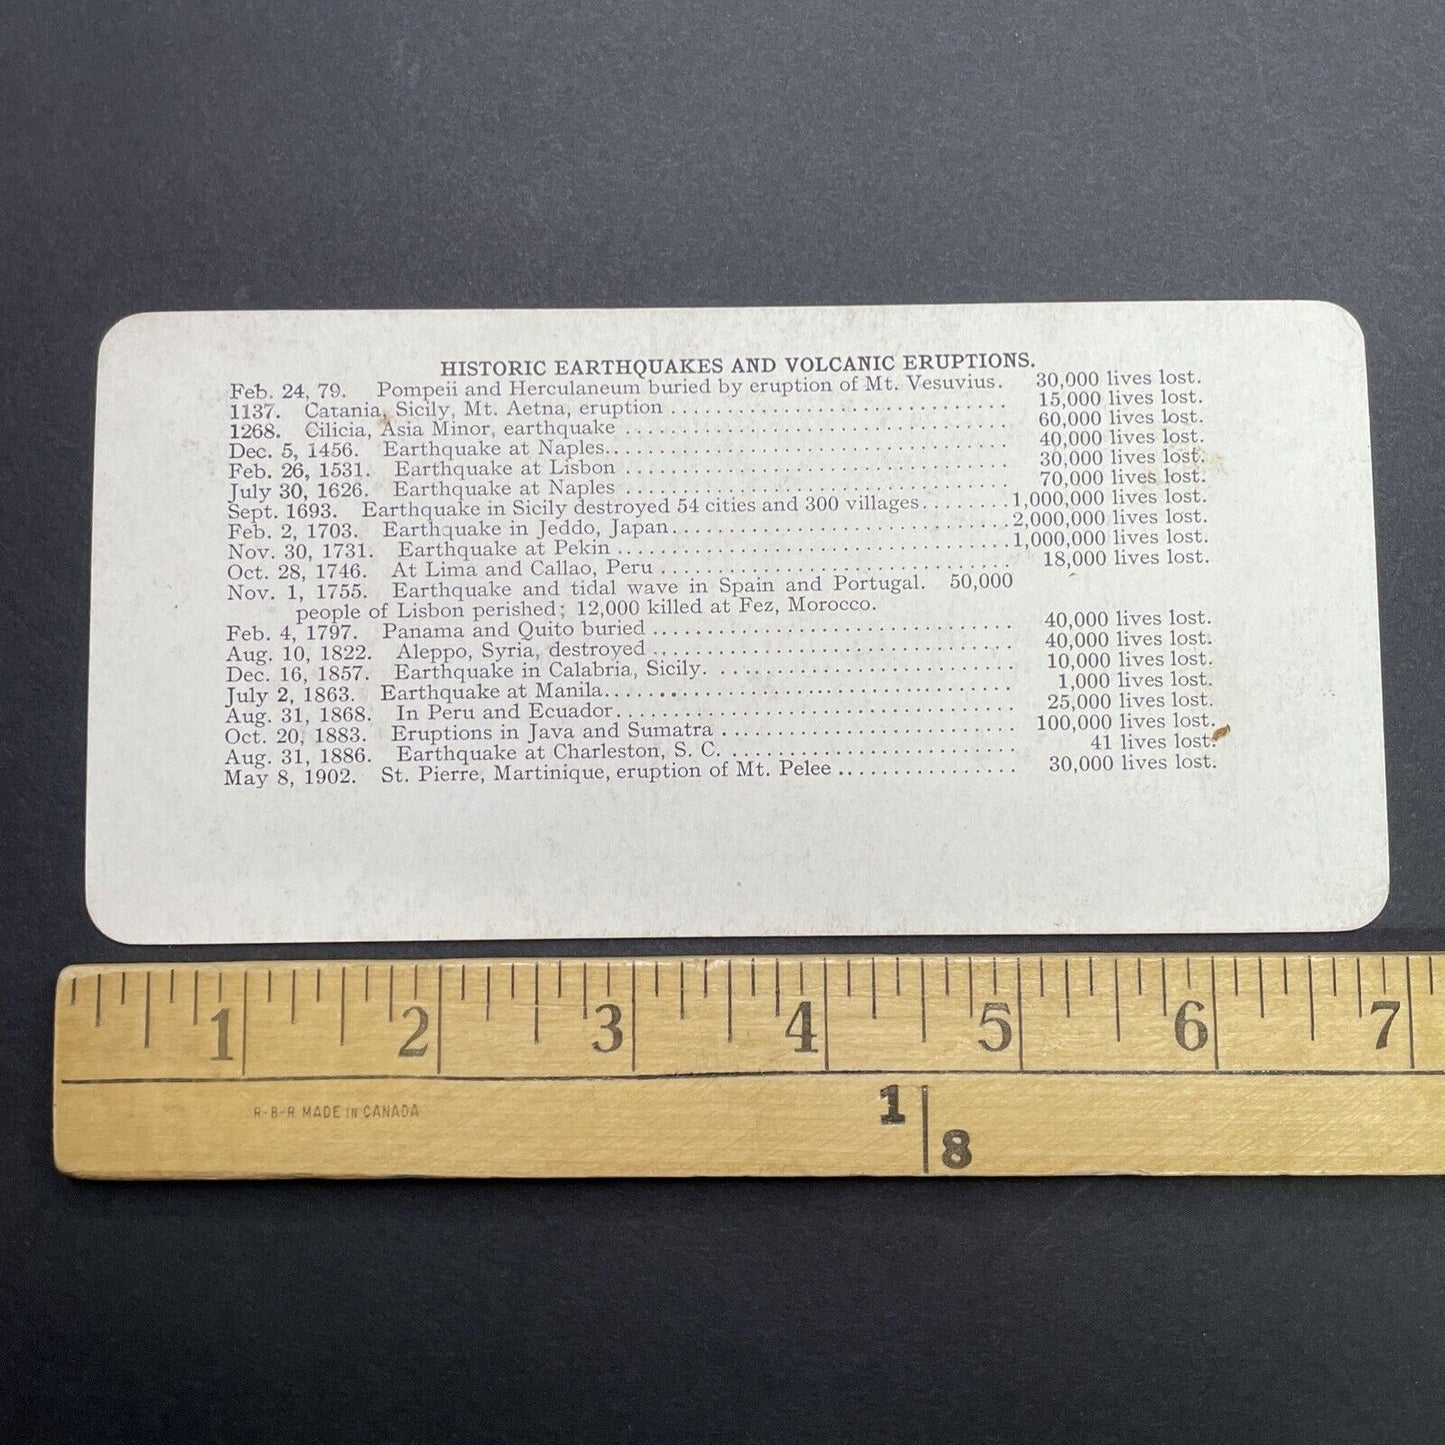 HISTORIC EARTHQUAKES AND VOLCANIC ERUPTIONS.
Feb. 24, 79. Pompeii and Herculaneum buried by eruption of Mt. Vesuvius. 30,000 lives lost.
1137. Catania, Sicily, Mt. Aetna, eruption .............................. 15,000 lives lost.
1268. Cilicia, Asia Minor, earthquake .................................. 60,000 lives lost.
Dec. 5, 1456. Earthquake at Naples.................................... 40,000 lives lost.
Feb. 26, 1531. Earthquake at Lisbon .................................. 30,000 lives lost.
July 30, 1626. Earthquake at Naples .................................. 70,000 lives lost.
Sept. 1693. Earthquake in Sicily destroyed 54 cities and 300 villages........1,000,000 lives lost.
Feb. 2, 1703. Earthquake in Jeddo, Japan..............................2,000,000 lives lost.
Nov. 30, 1731. Earthquake at Pekin ...................................1,000,000 lives lost.
Oct. 28, 1746. At Lima and Callao, Peru ............................... 18,000 lives lost.
Nov. 1, 1755. Earthquake and tidal wave in Spain and Portugal. 50,000
people of Lisbon perished; 12,000 killed at Fez, Morocco.
Feb. 4, 1797. Panama and Quito buried ................................ 40,000 lives lost.
Aug. 10, 1822. Aleppo, Syria, destroyed ................................ 40,000 lives lost.
Dec. 16, 1857. Earthquake in Calabria, Sicily............................ 10,000 lives lost.
July 2, 1863. Earthquake at Manila..................................... 1,000 lives lost.
Aug. 31, 1868. In Peru and Ecuador.................................... 25,000 lives lost.
Oct. 20, 1883. Eruptions in Java and Sumatra ........................... 100,000 lives lost.
Aug. 31, 1886. Earthquake at Charleston, S. C. .......................... 41 lives lost.
May 8, 1902. St. Pierre, Martinique, eruption of Mt. Pelee ................ 30,000 lives lost.
1 2 3 4 5 6 7
R-B-R MADE IN CANADA
1
8